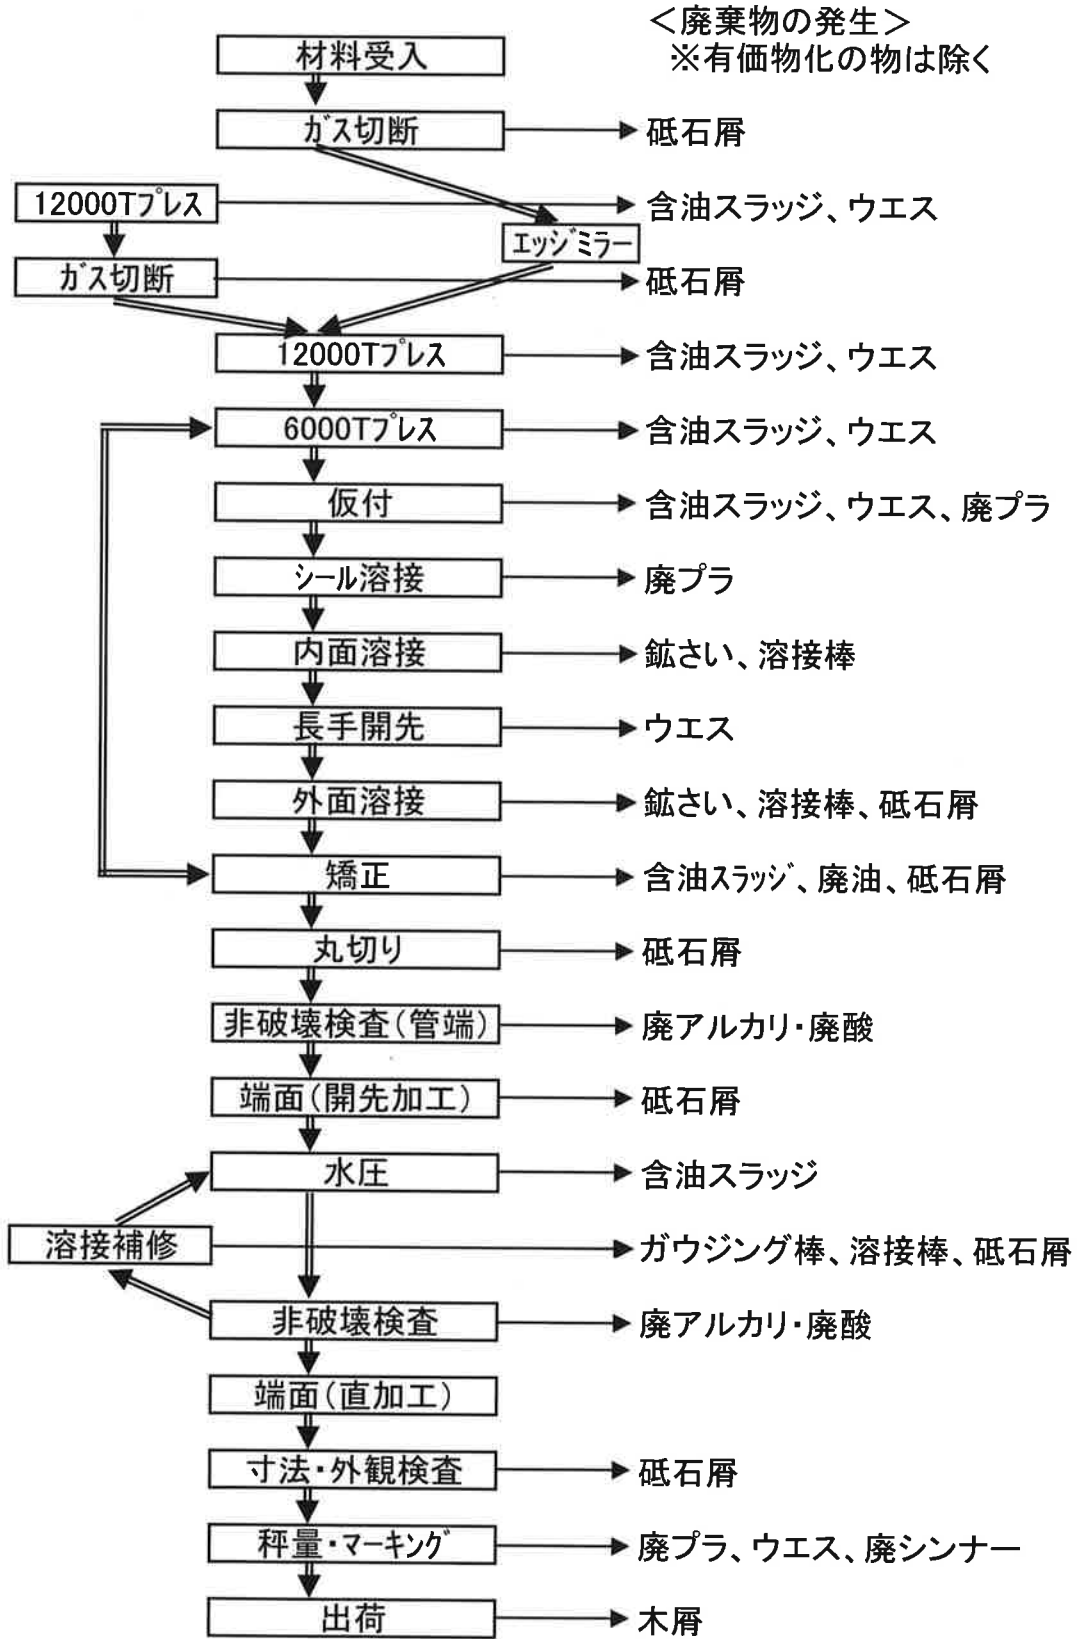 ＜廃棄物の発生＞
※有価物化の物は除く
材料受入
ｶﾞｽ切断 砥石屑
12000Tﾌﾟﾚｽ 含油スラッジ、ウエス
ｴｯｼﾞﾐﾗｰ
ｶﾞｽ切断 砥石屑
12000Tﾌﾟﾚｽ 含油スラッジ、ウエス
6000Tﾌﾟﾚｽ 含油スラッジ、ウエス
仮付 含油スラッジ、ウエス、廃プラ
ｼｰﾙ溶接 廃プラ
内面溶接 鉱さい、溶接棒
長手開先 ウエス
外面溶接 鉱さい、溶接棒、砥石屑
矯正 含油ｽﾗｯｼﾞ、廃油、砥石屑
丸切り 砥石屑
非破壊検査(管端) 廃アルカリ・廃酸
端面(開先加工) 砥石屑
水圧 含油スラッジ
溶接補修 ガウジング棒、溶接棒、砥石屑
非破壊検査 廃アルカリ・廃酸
端面(直加工)
寸法・外観検査 砥石屑
秤量・ﾏｰｷﾝｸﾞ 廃プラ、ウエス、廃シンナー
出荷 木屑